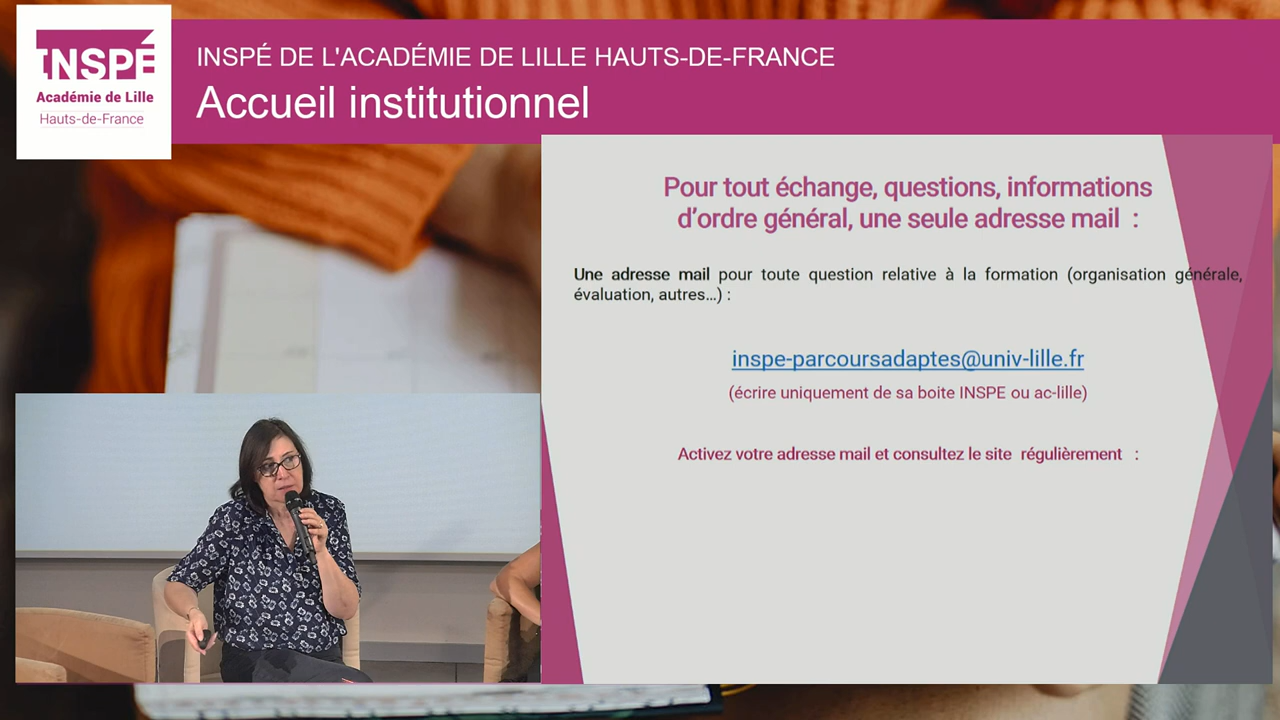 INSPÉ
Académie de Lille
Hauts-de-France
INSPÉ DE L'ACADÉMIE DE LILLE HAUTS-DE-FRANCE
Accueil institutionnel
Pour tout échange, questions, informations
d’ordre général, une seule adresse mail :
Une adresse mail pour toute question relative à la formation (organisation générale,
évaluation, autres…) :
inspe-parcoursadaptes@univ-lille.fr
(écrire uniquement de sa boite INSPE ou ac-lille)
Activez votre adresse mail et consultez le site régulièrement :